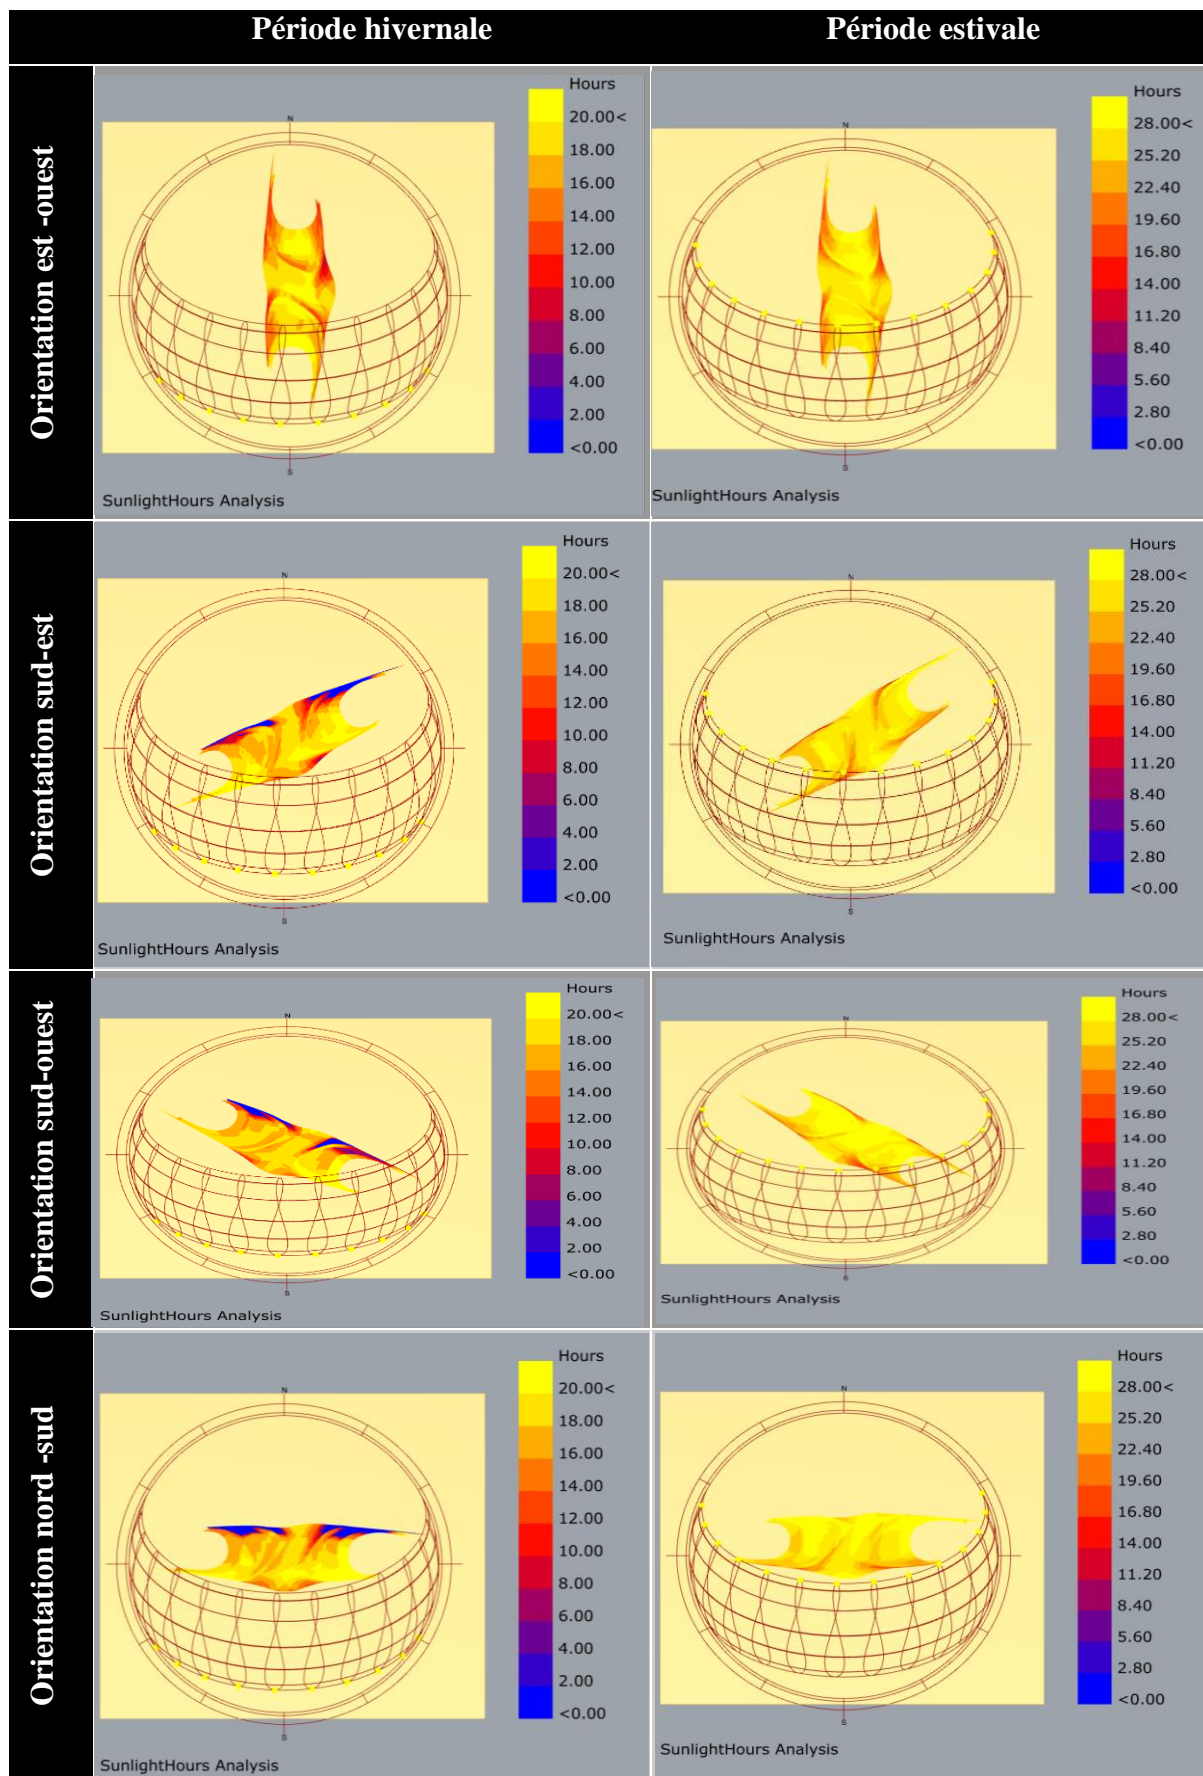 Période hivernale
Période estivale
Orientation est -ouest
Hours
20.00<
18.00
16.00
14.00
12.00
10.00
8.00
6.00
4.00
2.00
<0.00
N
S
SunlightHours Analysis
Hours
28.00<
25.20
22.40
19.60
16.80
14.00
11.20
8.40
5.60
2.80
<0.00
N
S
SunlightHours Analysis
Orientation sud-est
Hours
20.00<
18.00
16.00
14.00
12.00
10.00
8.00
6.00
4.00
2.00
<0.00
N
S
SunlightHours Analysis
Hours
28.00<
25.20
22.40
19.60
16.80
14.00
11.20
8.40
5.60
2.80
<0.00
N
S
SunlightHours Analysis
Orientation sud-ouest
Hours
20.00<
18.00
16.00
14.00
12.00
10.00
8.00
6.00
4.00
2.00
<0.00
N
S
SunlightHours Analysis
Hours
28.00<
25.20
22.40
19.60
16.80
14.00
11.20
8.40
5.60
2.80
<0.00
N
S
SunlightHours Analysis
Orientation nord -sud
Hours
20.00<
18.00
16.00
14.00
12.00
10.00
8.00
6.00
4.00
2.00
<0.00
N
S
SunlightHours Analysis
Hours
28.00<
25.20
22.40
19.60
16.80
14.00
11.20
8.40
5.60
2.80
<0.00
N
S
SunlightHours Analysis